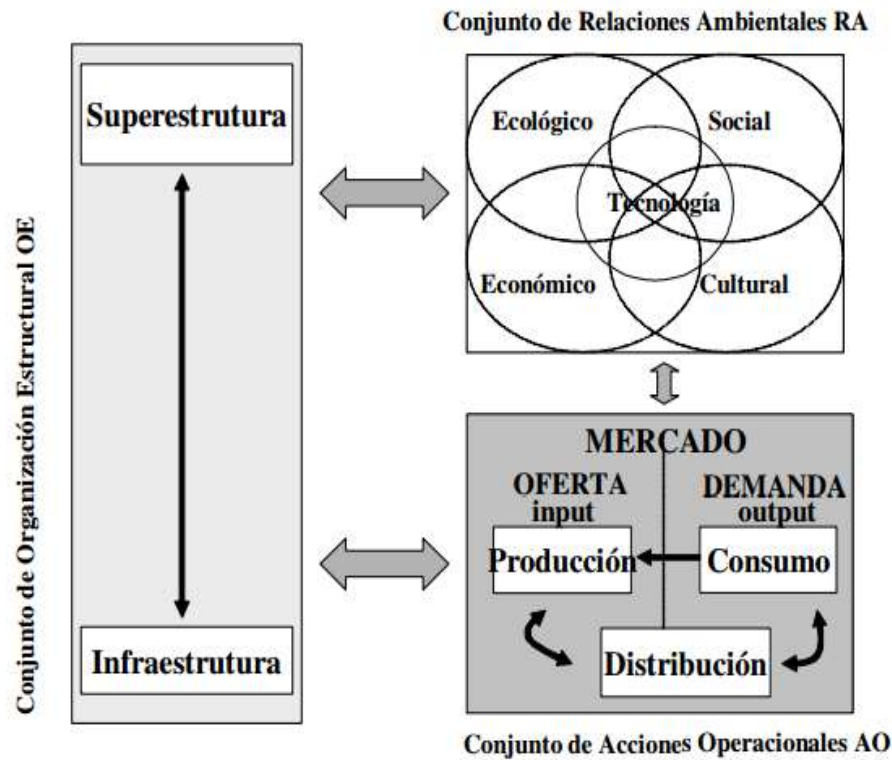 Conjunto de Organización Estructural OE
Superestrutura
Infraestrutura
Conjunto de Relaciones Ambientales RA
Ecológico
Social
Tecnología
Económico
Cultural
MERCADO
OFERTA
input
DEMANDA
output
Producción
Consumo
Distribución
Conjunto de Acciones Operacionales AO